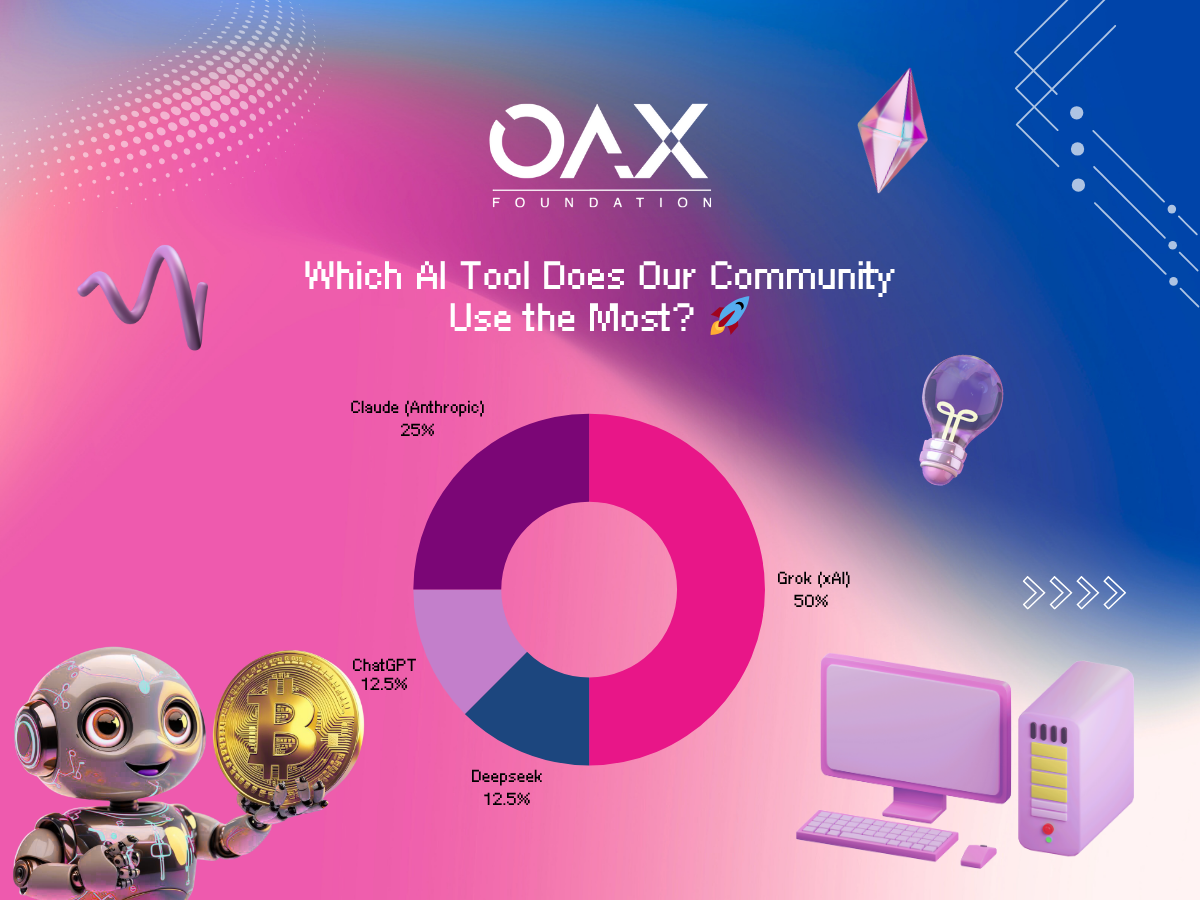 OAX
FOUNDATION
Which AI Tool Does Our Community
Use the Most? 🚀
Claude (Anthropic)
25%
Grok (xAI)
50%
ChatGPT
12.5%
Deepseek
12.5%